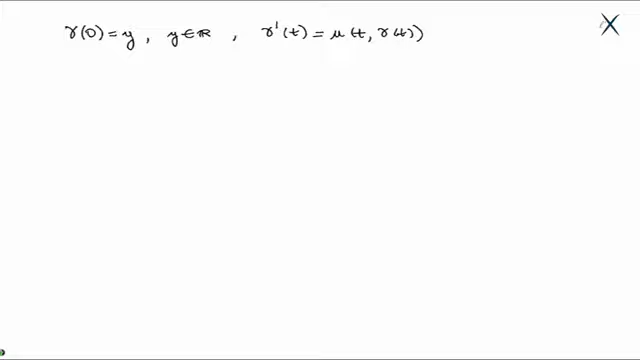 γ(0) = y , y ∈ ℝ , γ'(t) = u(t, γ(t))